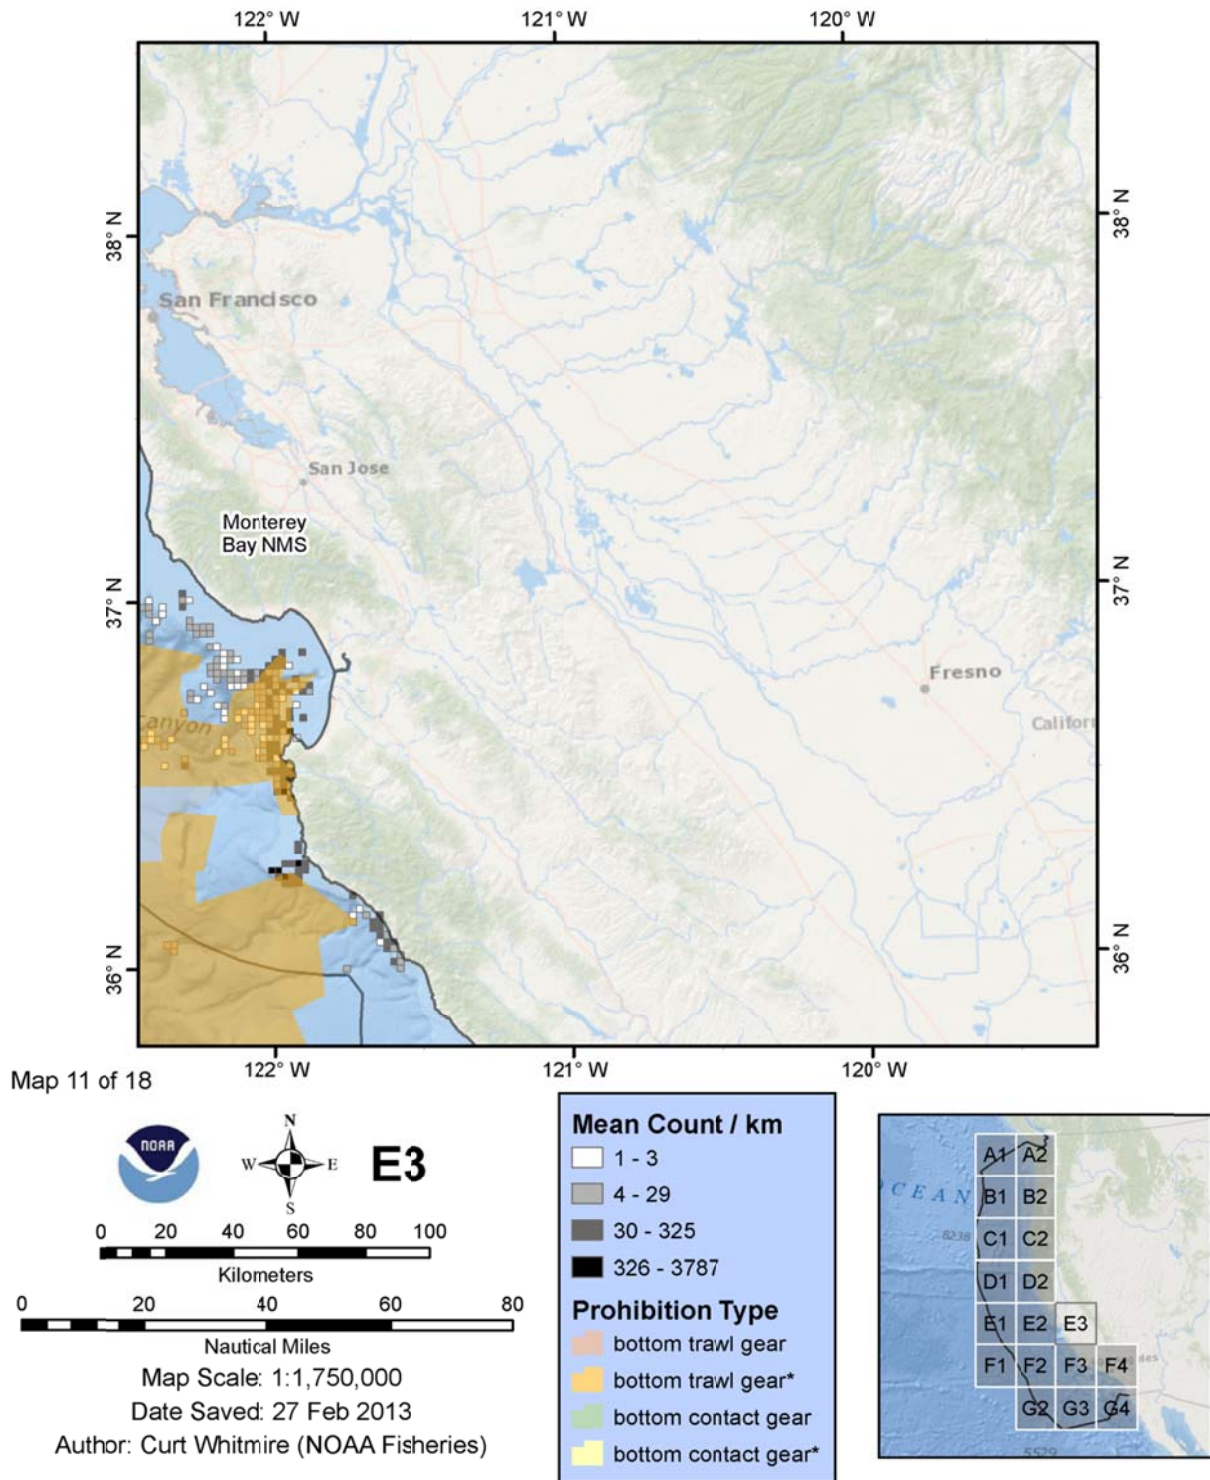 122° W
121° W
120° W
38° N
38° N
San Francisco
San Jose
Monterey
Bay NMS
37° N
37° N
Fresno
Canyon
Califor
36° N
36° N
122° W
121° W
120° W
Map 11 of 18
NOAA
N
W
E
S
E3
0 20 40 60 80 100
Kilometers
0 20 40 60 80
Nautical Miles
Map Scale: 1:1,750,000
Date Saved: 27 Feb 2013
Author: Curt Whitmire (NOAA Fisheries)
Mean Count / km
1 - 3
4 - 29
30 - 325
326 - 3787
Prohibition Type
bottom trawl gear
bottom trawl gear*
bottom contact gear
bottom contact gear*
A1 A2
OCEAN
B1 B2
8238
C1 C2
D1 D2
E1 E2 E3
F1 F2 F3 F4
G2 G3 G4
5529